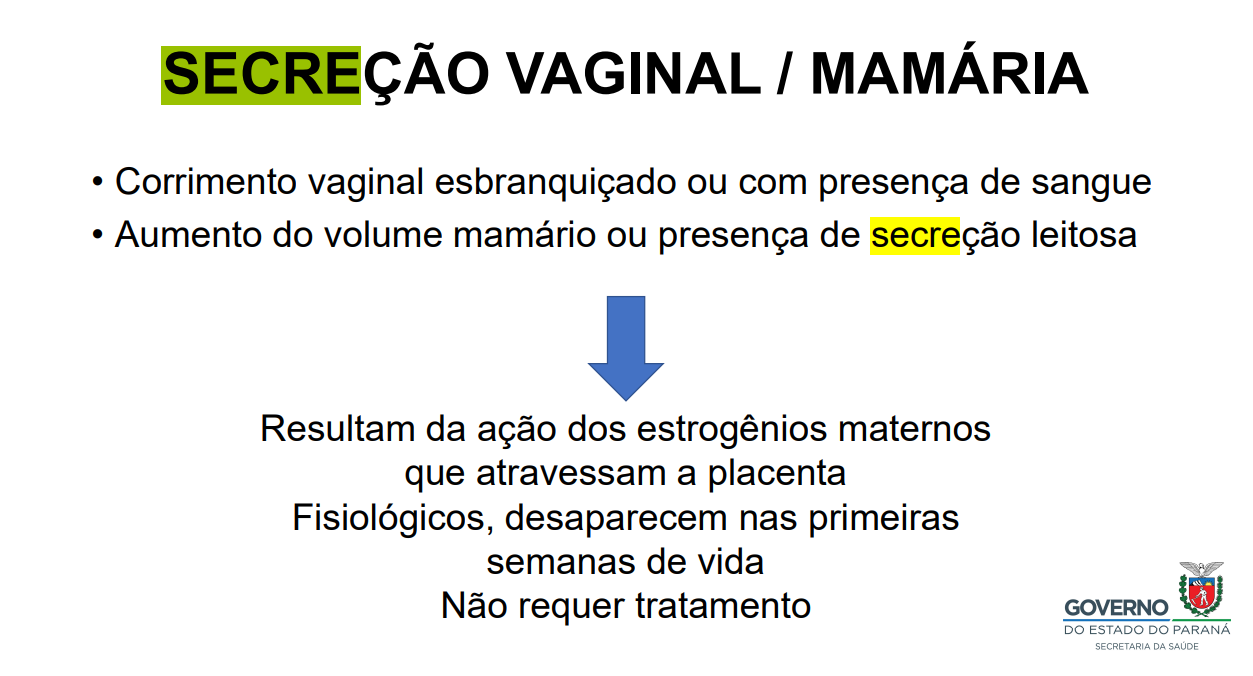 SECREÇÃO VAGINAL / MAMÁRIA
• Corrimento vaginal esbranquiçado ou com presença de sangue
• Aumento do volume mamário ou presença de secreção leitosa
Resultam da ação dos estrogênios maternos
que atravessam a placenta
Fisiológicos, desaparecem nas primeiras
semanas de vida
Não requer tratamento
GOVERNO
DO ESTADO DO PARANÁ
SECRETARIA DA SAÚDE